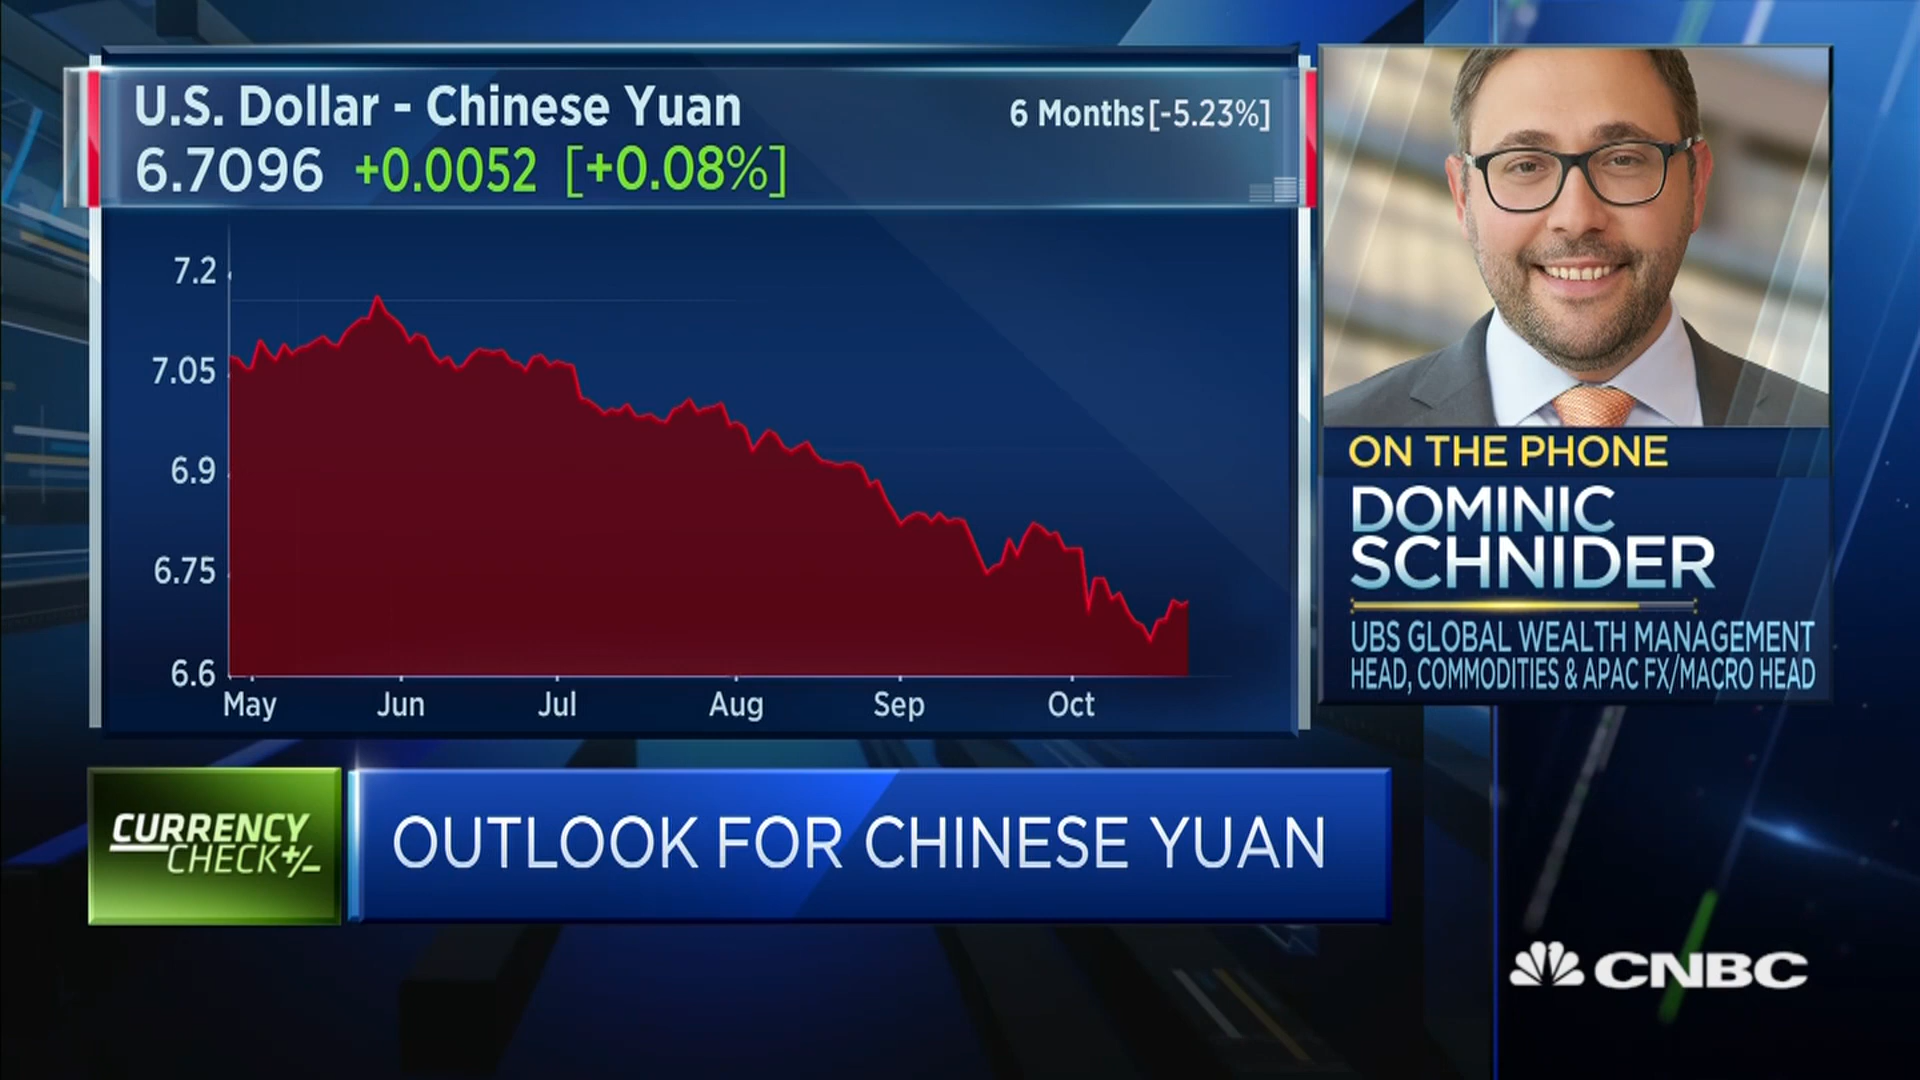 U.S. Dollar - Chinese Yuan
6 Months[-5.23%]
6.7096 +0.0052 [+0.08%]
7.2
7.05
6.9
6.75
6.6
May Jun Jul Aug Sep Oct
ON THE PHONE
DOMINIC
SCHNIDER
UBS GLOBAL WEALTH MANAGEMENT
HEAD, COMMODITIES & APAC FX/MACRO HEAD
CURRENCY
CHECK+/-
OUTLOOK FOR CHINESE YUAN
CNBC